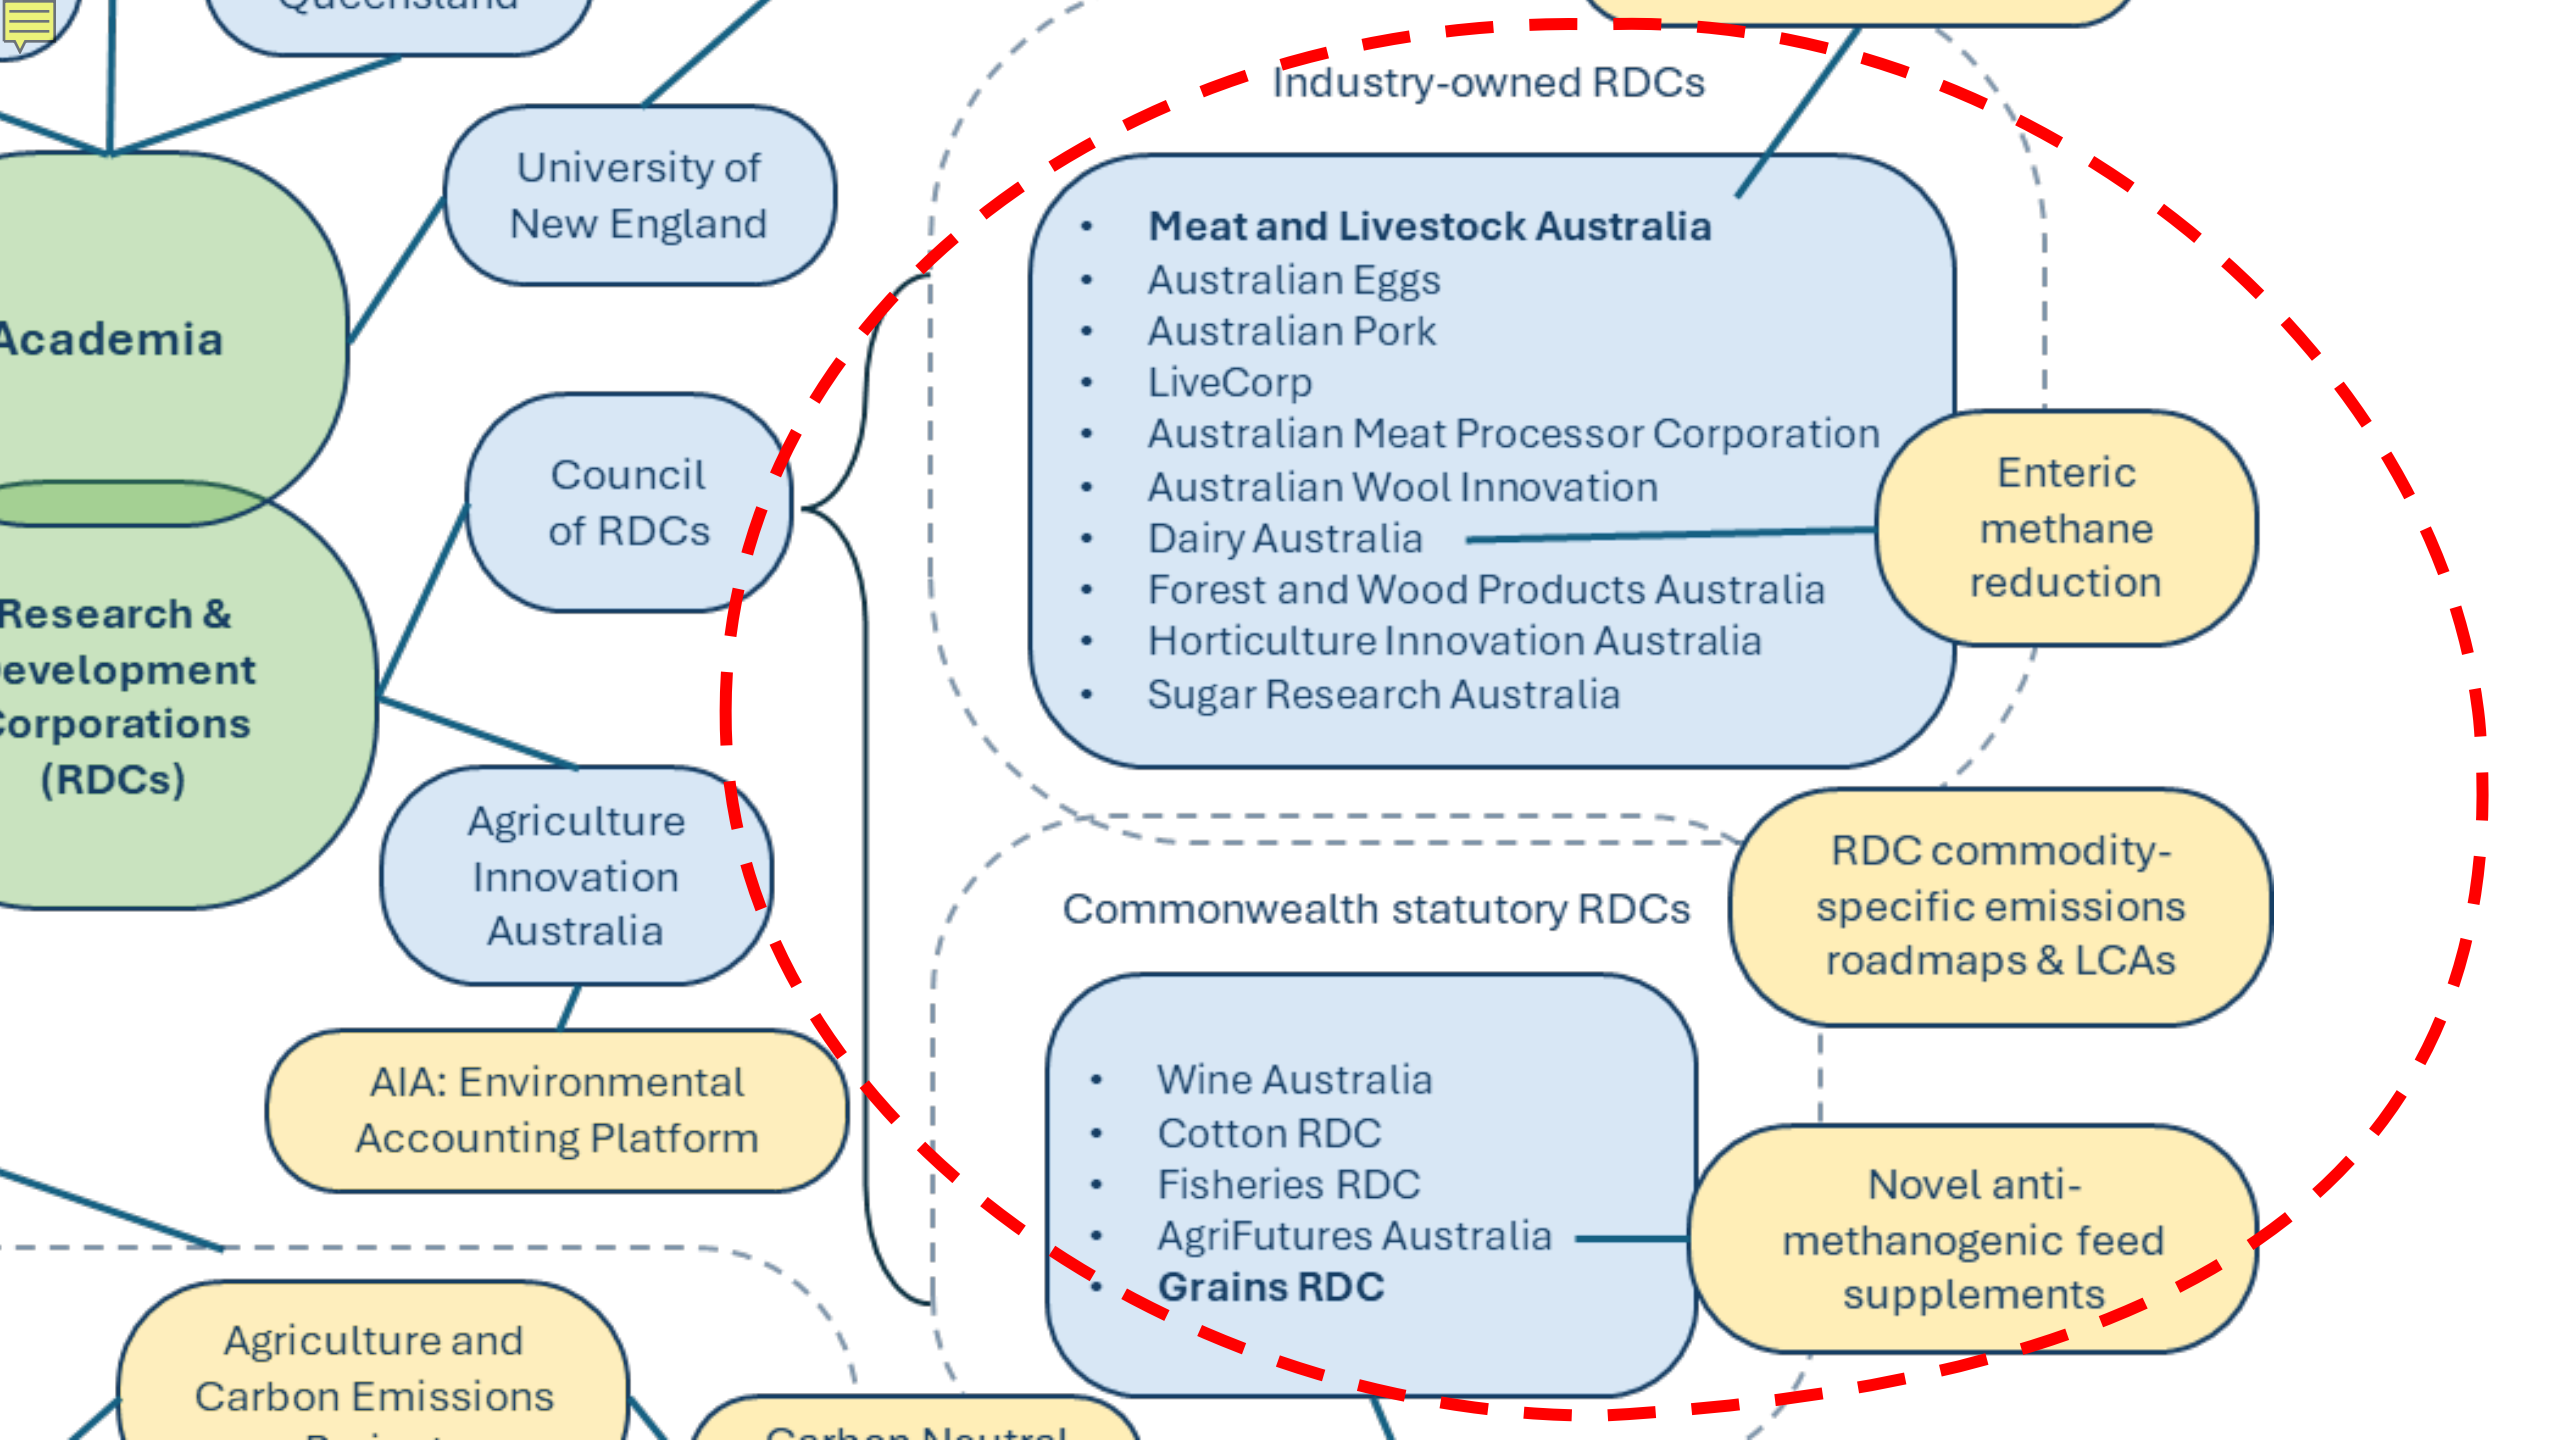 Queensland
University of
New England
Academia
Council
of RDCs
Research &
Development
Corporations
(RDCs)
Agriculture
Innovation
Australia
AIA: Environmental
Accounting Platform
Agriculture and
Carbon Emissions
Carbon Neutral
Industry-owned RDCs
• Meat and Livestock Australia
• Australian Eggs
• Australian Pork
• LiveCorp
• Australian Meat Processor Corporation
• Australian Wool Innovation
• Dairy Australia
• Forest and Wood Products Australia
• Horticulture Innovation Australia
• Sugar Research Australia
Enteric
methane
reduction
RDC commodity-
specific emissions
roadmaps & LCAs
Commonwealth statutory RDCs
• Wine Australia
• Cotton RDC
• Fisheries RDC
• AgriFutures Australia
• Grains RDC
Novel anti-
methanogenic feed
supplements